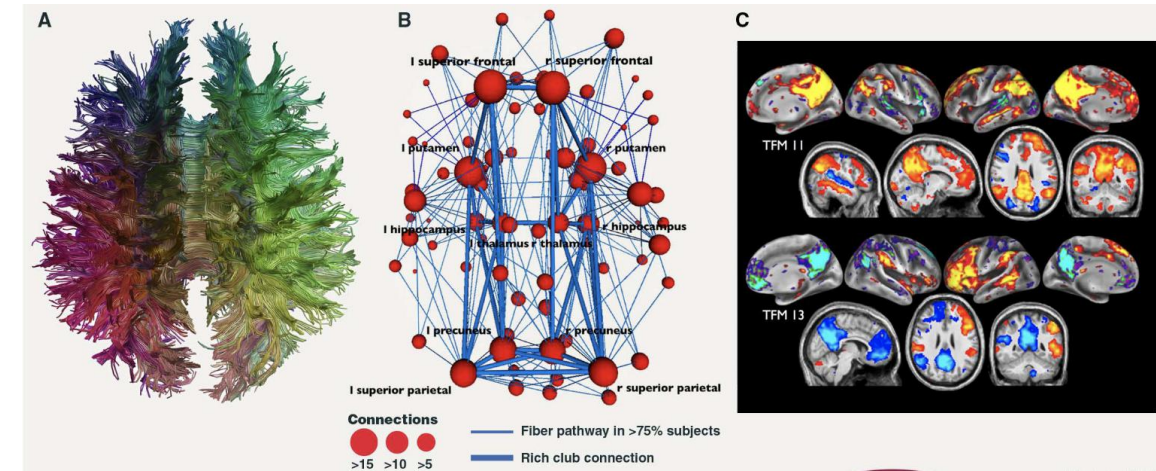 A
B
C
l superior frontal
r superior frontal
l putamen
r putamen
l hippocampus
r hippocampus
l thalamus r thalamus
l precuneus
r precuneus
l superior parietal
r superior parietal
Connections
>15 >10 >5
Fiber pathway in >75% subjects
Rich club connection
TFM 11
TFM 13